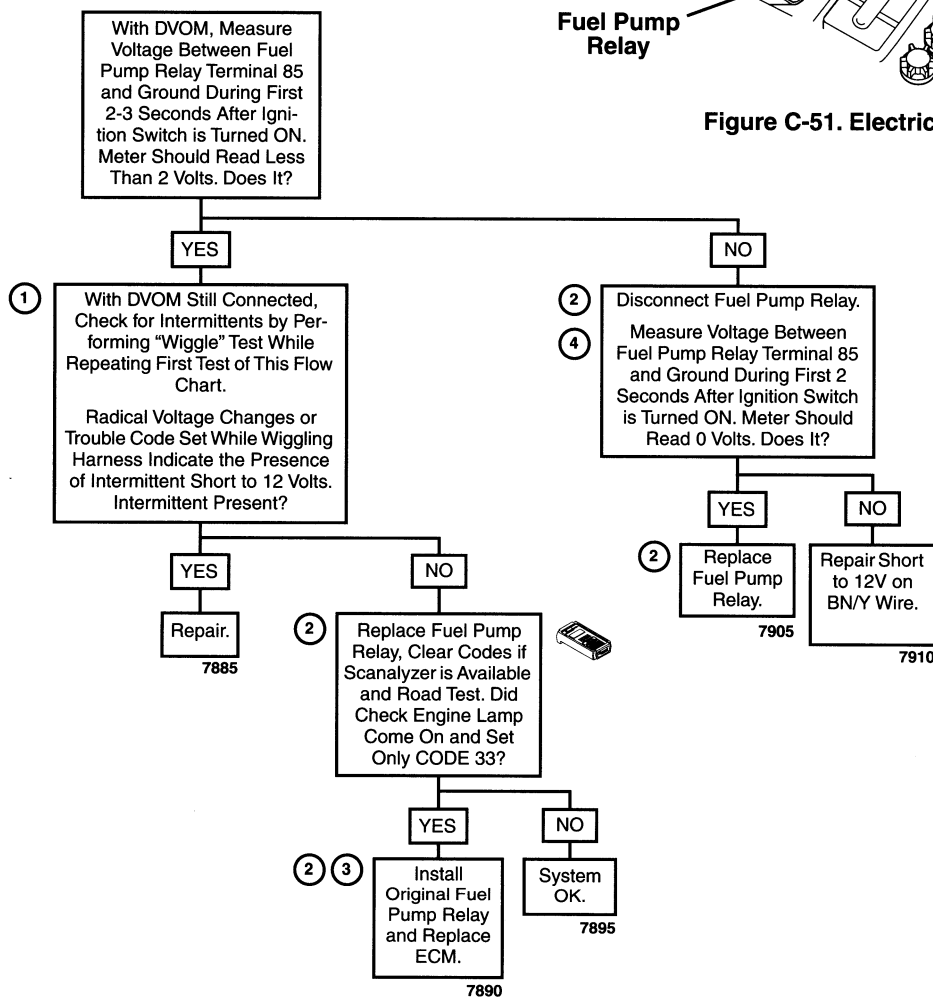 Fuel Pump
Relay
Figure C-51. Electric
With DVOM, Measure
Voltage Between Fuel
Pump Relay Terminal 85
and Ground During First
2-3 Seconds After Igni-
tion Switch is Turned ON.
Meter Should Read Less
Than 2 Volts. Does It?
YES
NO
1
With DVOM Still Connected,
Check for Intermittents by Per-
forming “Wiggle” Test While
Repeating First Test of This Flow
Chart.
Radical Voltage Changes or
Trouble Code Set While Wiggling
Harness Indicate the Presence
of Intermittent Short to 12 Volts.
Intermittent Present?
2
Disconnect Fuel Pump Relay.
4
Measure Voltage Between
Fuel Pump Relay Terminal 85
and Ground During First 2
Seconds After Ignition Switch
is Turned ON. Meter Should
Read 0 Volts. Does It?
YES
NO
2
Replace
Fuel Pump
Relay.
7905
Repair Short
to 12V on
BN/Y Wire.
7910
YES
NO
Repair.
7885
2
Replace Fuel Pump
Relay, Clear Codes if
Scanalyzer is Available
and Road Test. Did
Check Engine Lamp
Come On and Set
Only CODE 33?
YES
NO
2 3
Install
Original Fuel
Pump Relay
and Replace
ECM.
7890
System
OK.
7895